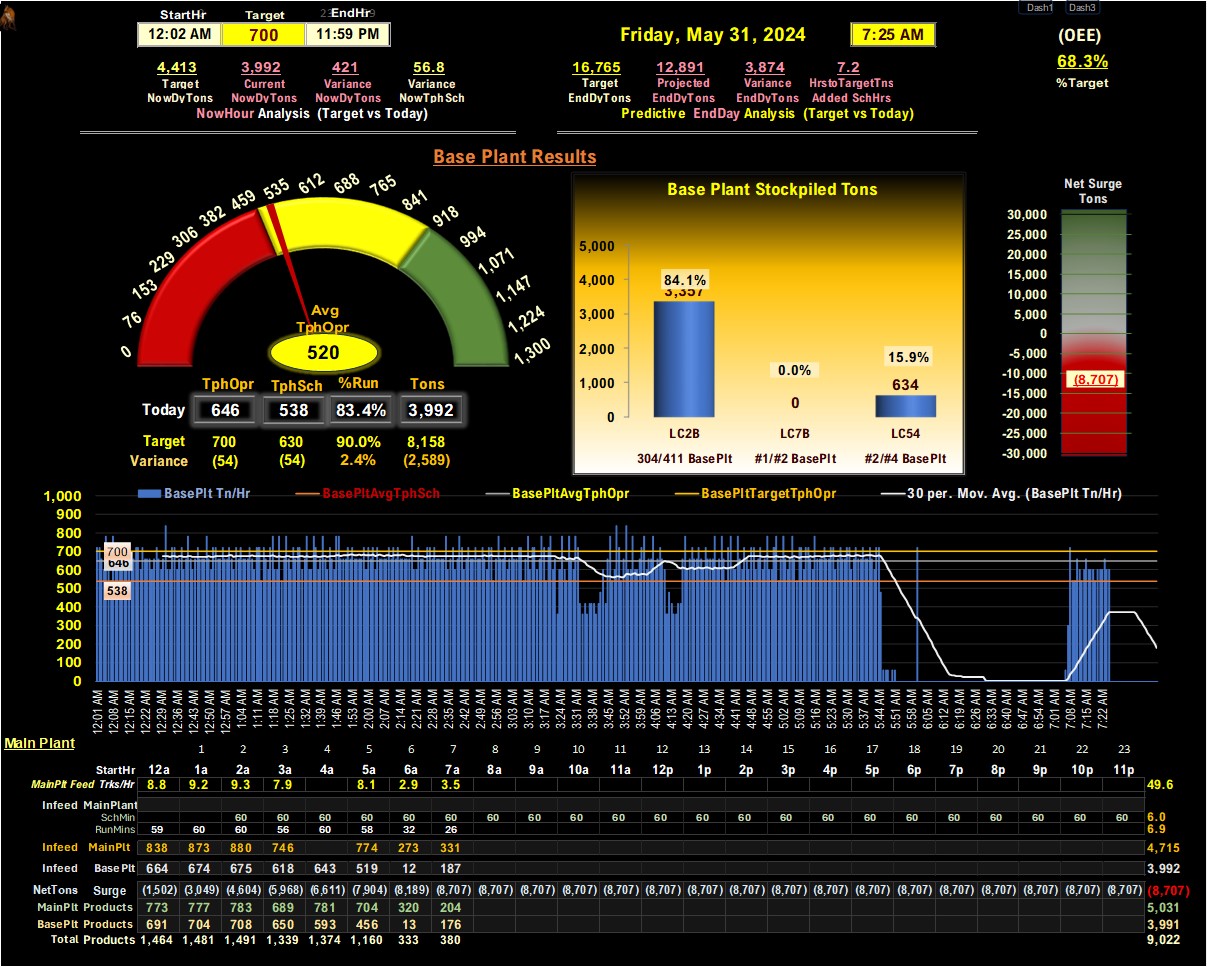 StartHr Target EndHr Dash1 Dash3
12:02 AM 700 11:59 PM Friday, May 31, 2024 7:25 AM (OEE)
4,413 3,992 421 56.8 16,765 12,891 3,874 7.2 68.3%
Target Current Variance Variance Target Projected Variance HrstoTargetTns %Target
NowDyTons NowDyTons NowDyTons NowTphSch EndDyTons EndDyTons EndDyTons Added SchHrs
NowHour Analysis (Target vs Today) Predictive EndDay Analysis (Target vs Today)
Base Plant Results
0 76 153 229 306 382 459 535 612 688 765 841 918 994 1,071 1,147 1,224 1,300
Avg
TphOpr
520
TphOpr TphSch %Run Tons
Today 646 538 83.4% 3,992
Target 700 630 90.0% 8,158
Variance (54) (54) 2.4% (2,589)
Base Plant Stockpiled Tons
5,000
4,000
3,000
2,000
1,000
0
84.1%
3,357
0.0%
0
15.9%
634
LC2B LC7B LC54
304/411 BasePlt #1/#2 BasePlt #2/#4 BasePlt
Net Surge
Tons
30,000
25,000
20,000
15,000
10,000
5,000
0
-5,000
-10,000
-15,000
-20,000
-25,000
-30,000
(8.707)
BasePlt Tn/Hr BasePltAvgTphSch BasePltAvgTphOpr BasePltTargetTphOpr 30 per. Mov. Avg. (BasePlt Tn/Hr)
1,000
900
800
700
600
500
400
300
200
100
0
700
646
538
12:01 AM 12:08 AM 12:15 AM 12:22 AM 12:29 AM 12:36 AM 12:43 AM 12:50 AM 12:57 AM 1:04 AM 1:11 AM 1:18 AM 1:25 AM 1:32 AM 1:39 AM 1:46 AM 1:53 AM 2:00 AM 2:07 AM 2:14 AM 2:21 AM 2:28 AM 2:35 AM 2:42 AM 2:49 AM 2:56 AM 3:03 AM 3:10 AM 3:17 AM 3:24 AM 3:31 AM 3:38 AM 3:45 AM 3:52 AM 3:59 AM 4:06 AM 4:13 AM 4:20 AM 4:27 AM 4:34 AM 4:41 AM 4:48 AM 4:55 AM 5:02 AM 5:09 AM 5:16 AM 5:23 AM 5:30 AM 5:37 AM 5:44 AM 5:51 AM 5:58 AM 6:05 AM 6:12 AM 6:19 AM 6:26 AM 6:33 AM 6:40 AM 6:47 AM 6:54 AM 7:01 AM 7:08 AM 7:15 AM 7:22 AM
Main Plant
1 2 3 4 5 6 7 8 9 10 11 12 13 14 15 16 17 18 19 20 21 22 23
StartHr 12a 1a 2a 3a 4a 5a 6a 7a 8a 9a 10a 11a 12p 1p 2p 3p 4p 5p 6p 7p 8p 9p 10p 11p
MainPlt Feed Trks/Hr 8.8 9.2 9.3 7.9 8.1 2.9 3.5 49.6
Infeed MainPlant
SchMin 60 60 60 60 60 60 60 60 60 60 60 60 60 60 60 60 60 60 60 60 60 60 6.0
RunMins 59 60 60 56 60 58 32 26 6.9
Infeed MainPlt 838 873 880 746 774 273 331 4,715
Infeed BasePlt 664 674 675 618 643 519 12 187 3.992
NetTons Surge (1,502) (3,049) (4,604) (5,968) (6,611) (7,904) (8,189) (8,707) (8,707) (8,707) (8,707) (8,707) (8,707) (8,707) (8,707) (8,707) (8,707) (8,707) (8,707) (8,707) (8,707) (8,707) (8,707) (8,707) (8,707)
MainPlt Products 773 777 783 689 781 704 320 204 5,031
BasePlt Products 691 704 708 650 593 456 13 176 3,991
Total Products 1,464 1,481 1,491 1,339 1,374 1,160 333 380 9,022